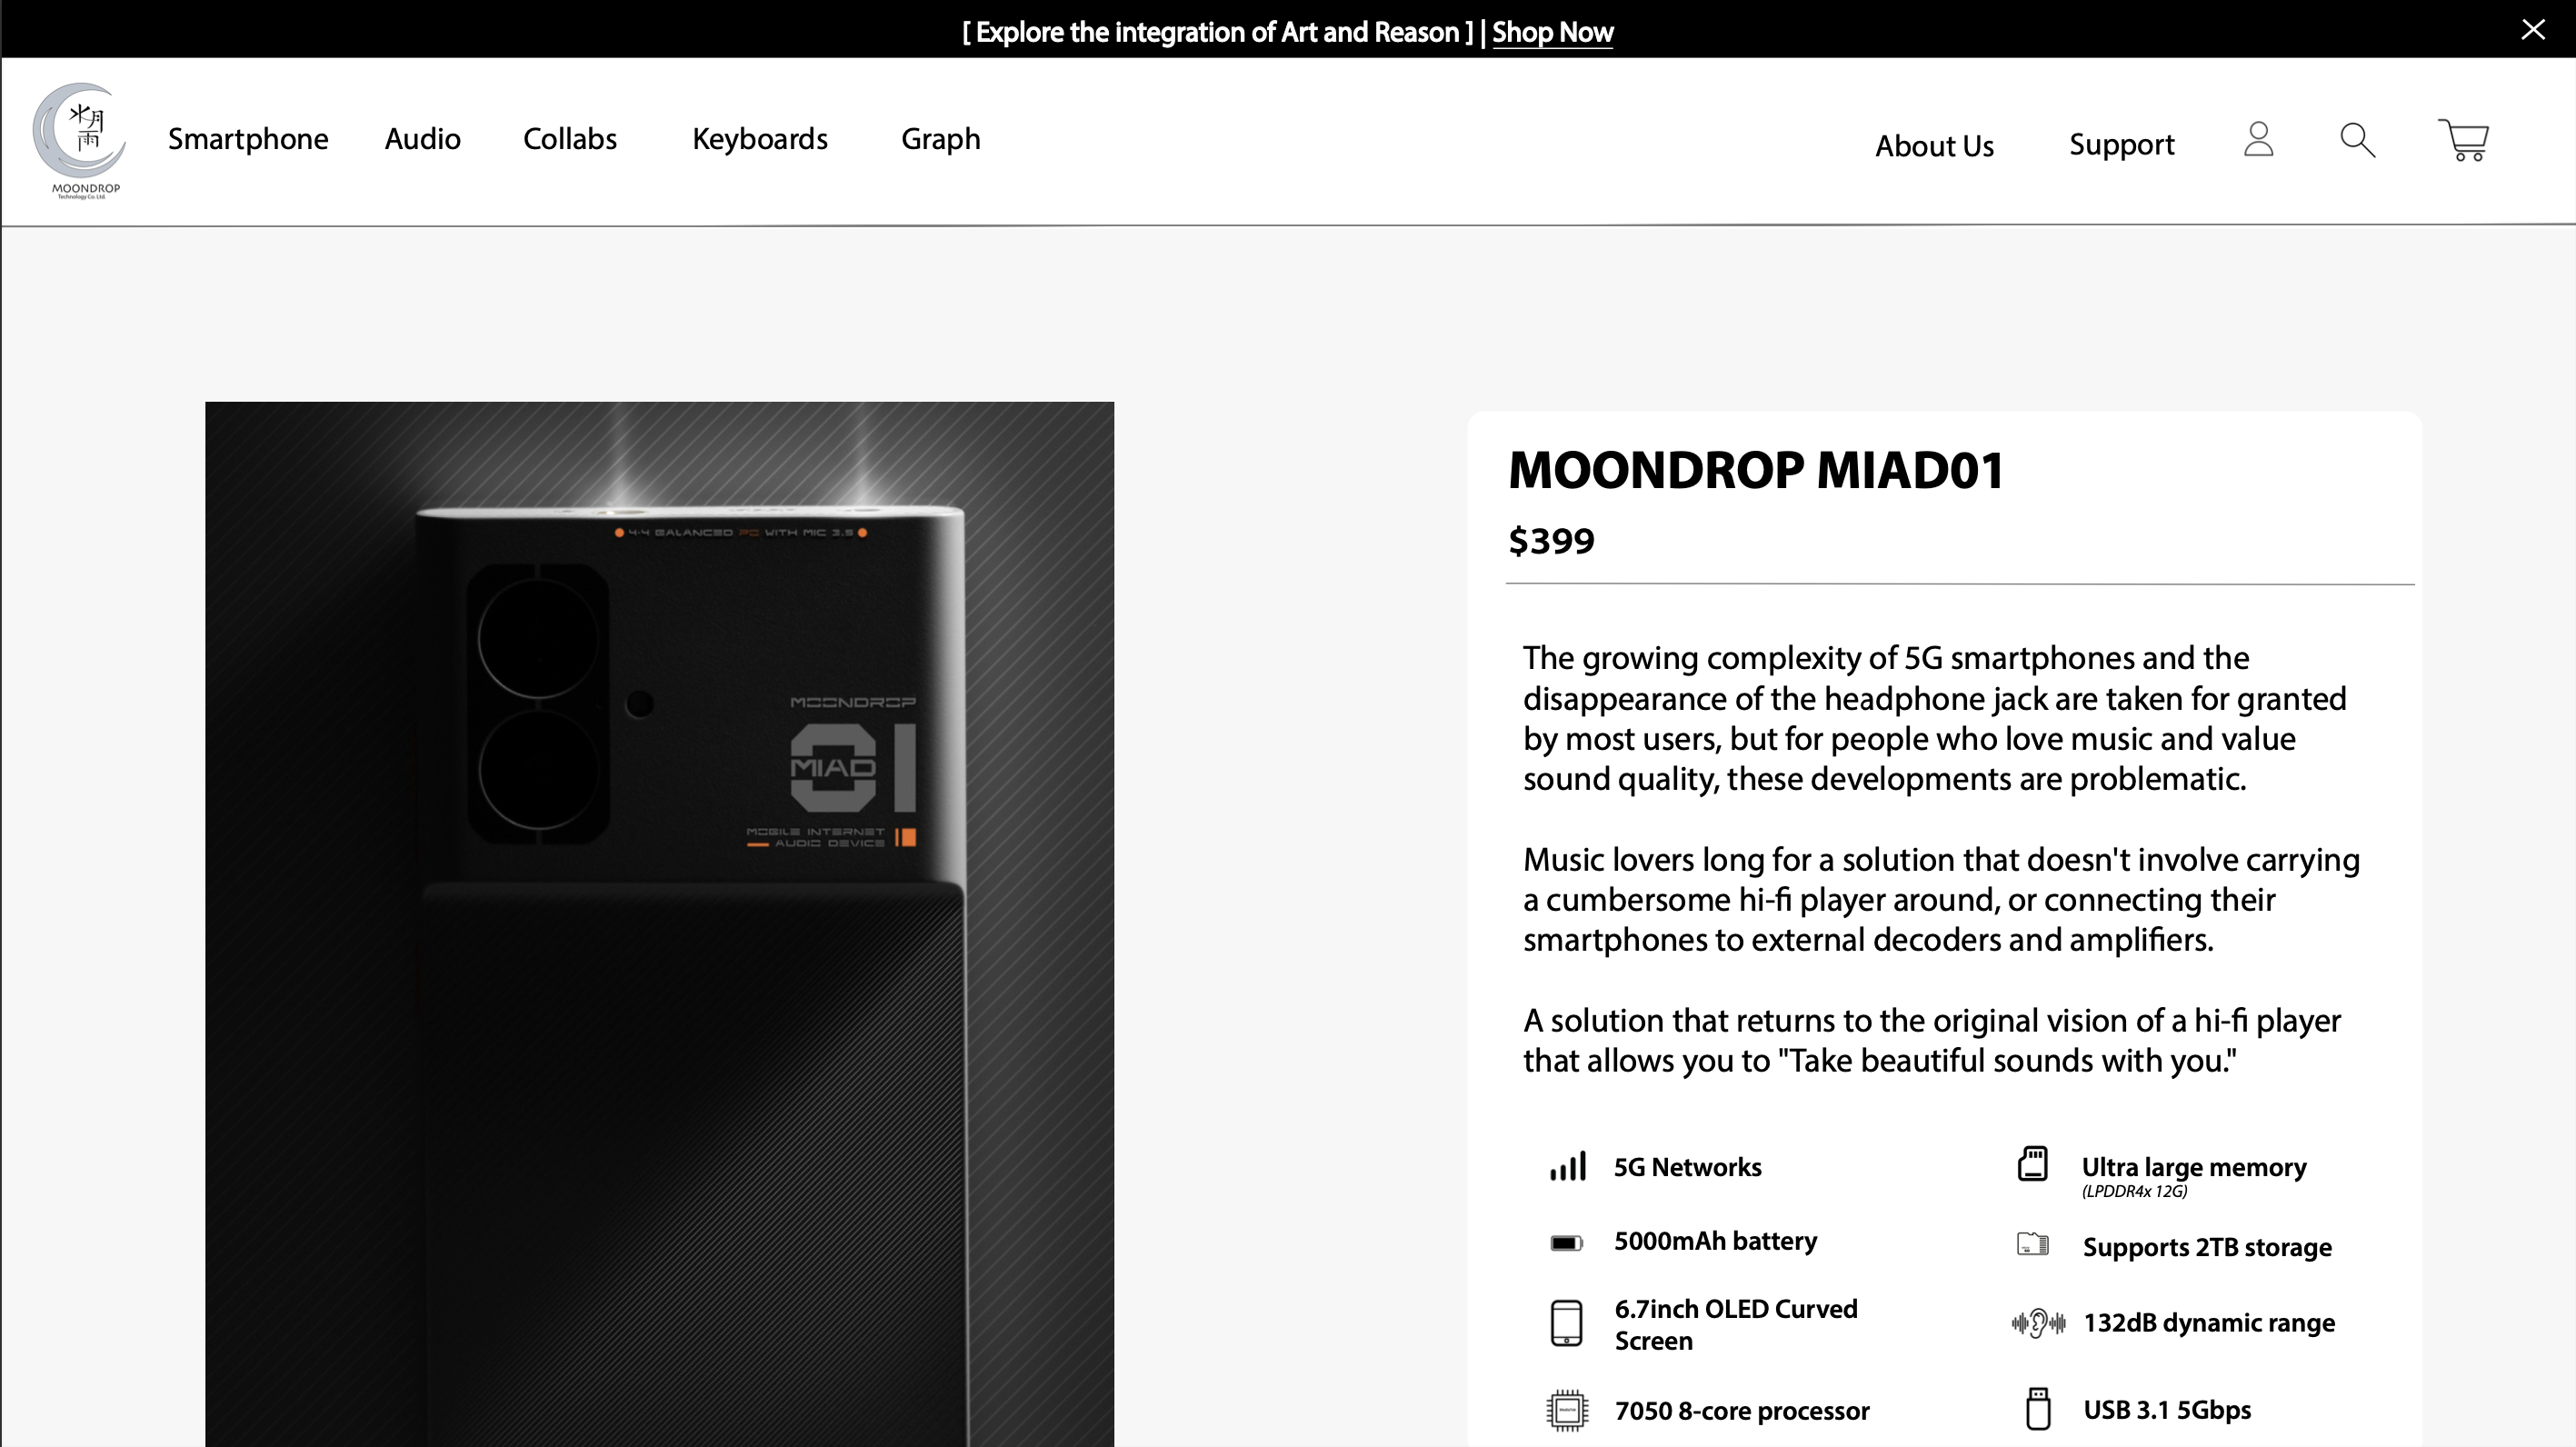 [ Explore the integration of Art and Reason ] | Shop Now
水月
雨
MOONDROP
Technology Co. Ltd.
Smartphone Audio Collabs Keyboards Graph
About Us Support
4.4 BALANCED PC WITH MIC 3.5
MOONDROP
01
MIAD
MOBILE INTERNET
AUDIO DEVICE
MOONDROP MIAD01
$399
The growing complexity of 5G smartphones and the
disappearance of the headphone jack are taken for granted
by most users, but for people who love music and value
sound quality, these developments are problematic.
Music lovers long for a solution that doesn't involve carrying
a cumbersome hi-fi player around, or connecting their
smartphones to external decoders and amplifiers.
A solution that returns to the original vision of a hi-fi player
that allows you to "Take beautiful sounds with you."
5G Networks
Ultra large memory
(LPDDR4x 12G)
5000mAh battery
Supports 2TB storage
6.7inch OLED Curved
Screen
132dB dynamic range
7050 8-core processor
USB 3.1 5Gbps